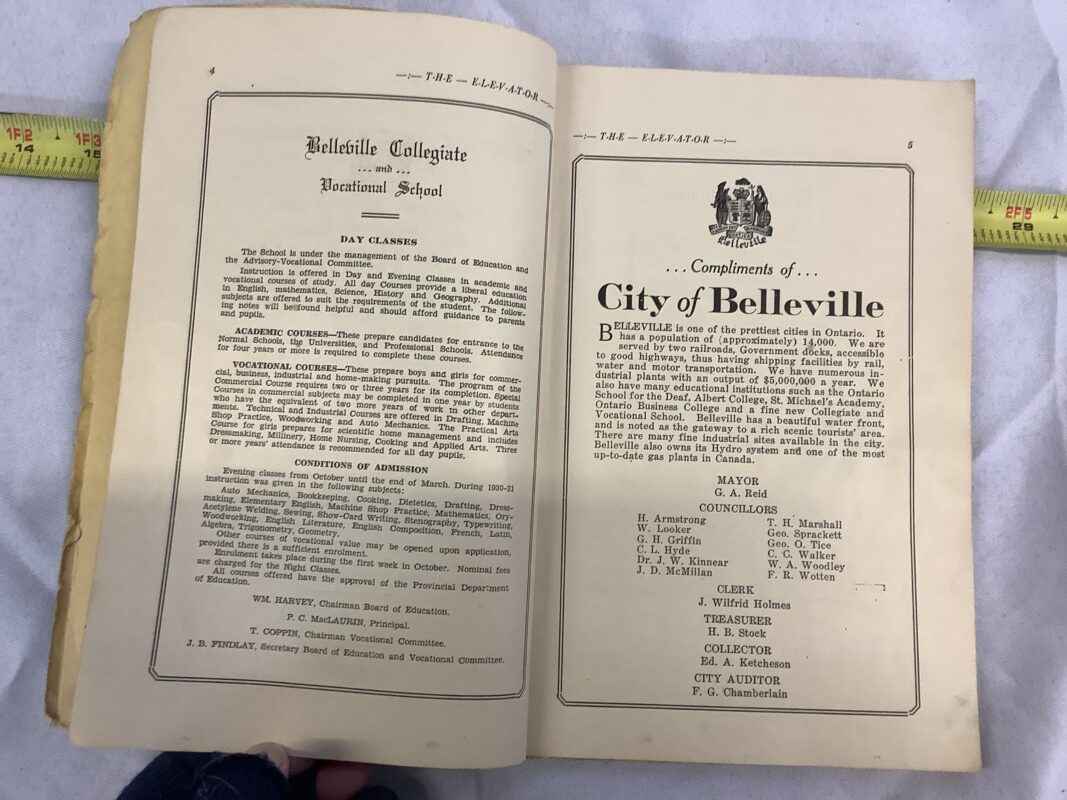 4
—:— T-H-E — E-L-E-V-A-T-O-R —:—
Belleville Collegiate
... and ...
Vocational School
DAY CLASSES
The School is under the management of the Board of Education and
the Advisory-Vocational Committee.
Instruction is offered in Day and Evening Classes in academic and
vocational courses of study. All day Courses provide a liberal education
in English, mathematics, Science, History and Geography. Additional
subjects are offered to suit the requirements of the student. The follow-
ing notes will be found helpful and should afford guidance to parents
and pupils.
ACADEMIC COURSES—These prepare candidates for entrance to the
Normal Schools, the Universities, and Professional Schools. Attendance
for four years or more is required to complete these courses.
VOCATIONAL COURSES—These prepare boys and girls for commer-
cial, business, industrial and home-making pursuits. The program of the
Commercial Course requires two or three years for its completion. Special
Courses in commercial subjects may be completed in one year by students
who have the equivalent of two more years of work in other depart-
ments. Technical and Industrial Courses are offered in Drafting, Machine
Shop Practice, Woodworking and Auto Mechanics. The Practical Arts
Course for girls prepares for scientific home management and includes
Dressmaking, Millinery, Home Nursing, Cooking and Applied Arts. Three
or more years' attendance is recommended for all day pupils.
CONDITIONS OF ADMISSION
Evening classes from October until the end of March. During 1930-21
instruction was given in the following subjects:
Auto Mechanics, Bookkeeping, Cooking, Dietetics, Drafting, Dress-
making, Elementary English, Machine Shop Practice, Mathematics, Ory-
Acetylene Welding, Sewing, Show-Card Writing, Stenography, Typewriting,
Woodworking, English Literature, English Composition, French, Latin,
Algebra, Trigonometry, Geometry.
Other courses of vocational value may be opened upon application,
provided there is a sufficient enrolment.
Enrolment takes place during the first week in October. Nominal fees
are charged for the Night Classes.
All courses offered have the approval of the Provincial Department
of Education.
WM. HARVEY, Chairman Board of Education.
P. C. MacLAURIN, Principal.
T. COPPIN, Chairman Vocational Committee.
J. B. FINDLAY, Secretary Board of Education and Vocational Committee.
—:— T-H-E — E-L-E-V-A-T-O-R —:—
5
Belleville
... Compliments of ...
City of Belleville
BELLEVILLE is one of the prettiest cities in Ontario. It
has a population of (approximately) 14,000. We are
served by two railroads, Government docks, accessible
to good highways, thus having shipping facilities by rail,
water and motor transportation. We have numerous in-
dustrial plants with an output of $5,000,000 a year. We
also have many educational institutions such as the Ontario
School for the Deaf, Albert College, St. Michael's Academy,
Ontario Business College and a fine new Collegiate and
Vocational School. Belleville has a beautiful water front,
and is noted as the gateway to a rich scenic tourists' area.
There are many fine industrial sites available in the city.
Belleville also owns its Hydro system and one of the most
up-to-date gas plants in Canada.
MAYOR
G. A. Reid
COUNCILLORS
H. Armstrong
W. Looker
G. H. Griffin
C. L. Hyde
Dr. J. W. Kinnear
J. D. McMillan
T. H. Marshall
Geo. Sprackett
Geo. O. Tice
C. C. Walker
W. A. Woodley
F. R. Wotten
CLERK
J. Wilfrid Holmes
TREASURER
H. B. Stock
COLLECTOR
Ed. A. Ketcheson
CITY AUDITOR
F. G. Chamberlain
1F2
14
1F3
15
2F5
29